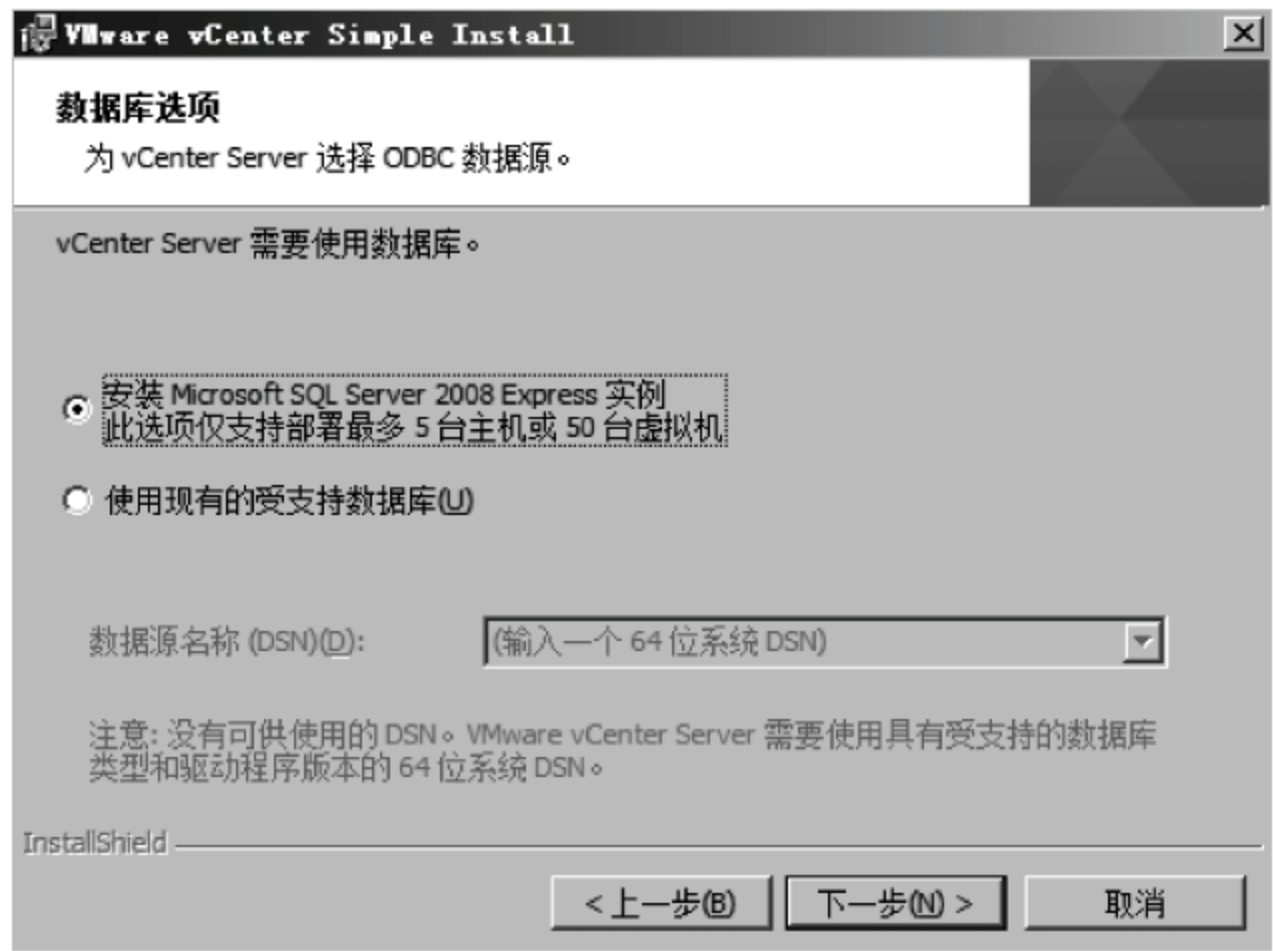 VMware vCenter Simple Install
数据库选项
为 vCenter Server 选择 ODBC 数据源。
vCenter Server 需要使用数据库。
安装 Microsoft SQL Server 2008 Express 实例
此选项仅支持部署最多 5 台主机或 50 台虚拟机
使用现有的受支持数据库(U)
数据源名称 (DSN)(D):
(输入一个 64 位系统 DSN)
注意: 没有可供使用的 DSN。VMware vCenter Server 需要使用具有受支持的数据库
类型和驱动程序版本的 64 位系统 DSN。
InstallShield
< 上一步(B)
下一步(N) >
取消